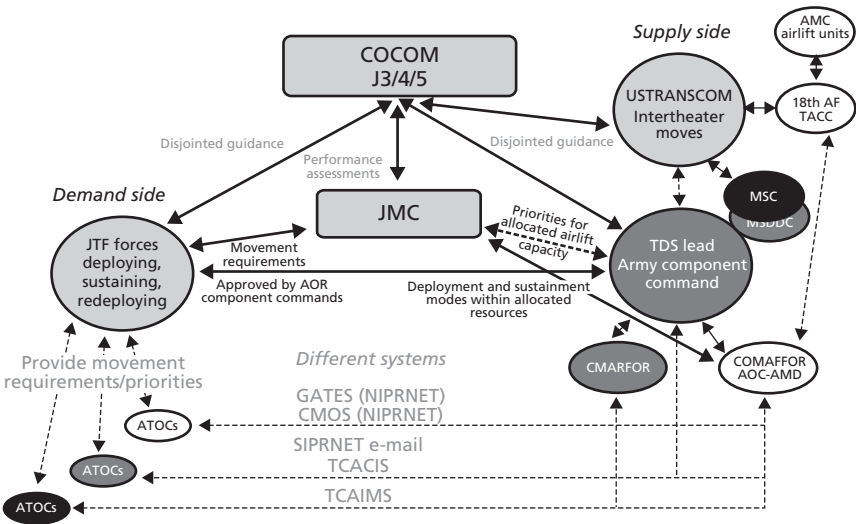 COCOM
J3/4/5
Supply side
AMC
airlift units
USTRANSCOM
Intertheater
moves
18th AF
TACC
Disjointed guidance
Performance
assessments
Disjointed guidance
Demand side
JMC
MSC
MSDDC
JTF forces
deploying,
sustaining,
redeploying
Movement
requirements
Priorities for
allocated airlift
capacity
TDS lead
Army component
command
Approved by AOR
component commands
Deployment and sustainment
modes within allocated
resources
Provide movement
requirements/priorities
Different systems
CMARFOR
COMAFFOR
AOC-AMD
GATES (NIPRNET)
CMOS (NIPRNET)
ATOCs
SIPRNET e-mail
TCACIS
ATOCs
TCAIMS
ATOCs